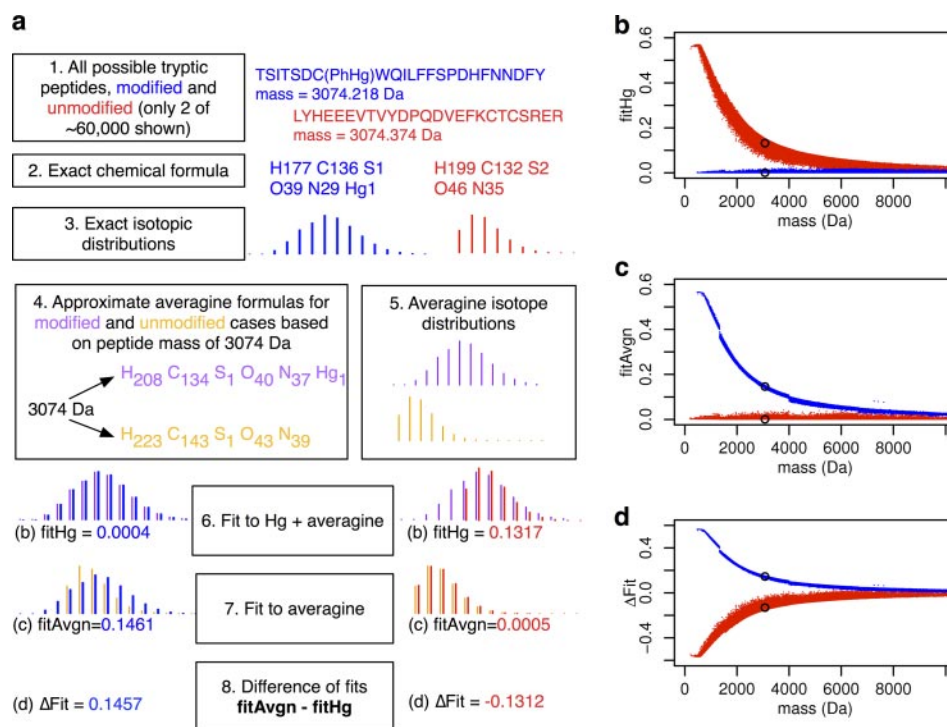 a
1. All possible tryptic
peptides, modified and
unmodified (only 2 of
~60,000 shown)
TSITSDC(PhHg)WQILFFSPDHFNNDFY
mass = 3074.218 Da
LYHEEEVTVYDPQDVEFKCTCSRER
mass = 3074.374 Da
2. Exact chemical formula
H177 C136 S1
O39 N29 Hg1
H199 C132 S2
O46 N35
3. Exact isotopic
distributions
4. Approximate averagine formulas for
modified and unmodified cases based
on peptide mass of 3074 Da
3074 Da
H208 C134 S1 O40 N37 Hg1
H223 C143 S1 O43 N39
5. Averagine isotope
distributions
6. Fit to Hg + averagine
(b) fitHg = 0.0004
(b) fitHg = 0.1317
7. Fit to averagine
(c) fitAvgn=0.1461
(c) fitAvgn=0.0005
8. Difference of fits
fitAvgn - fitHg
(d) ΔFit = 0.1457
(d) ΔFit = -0.1312
b
fitHg
0.6
0.4
0.2
0.0
0 2000 4000 6000 8000
mass (Da)
c
fitAvgn
0.6
0.4
0.2
0.0
0 2000 4000 6000 8000
mass (Da)
d
ΔFit
0.4
0.0
-0.4
0 2000 4000 6000 8000
mass (Da)